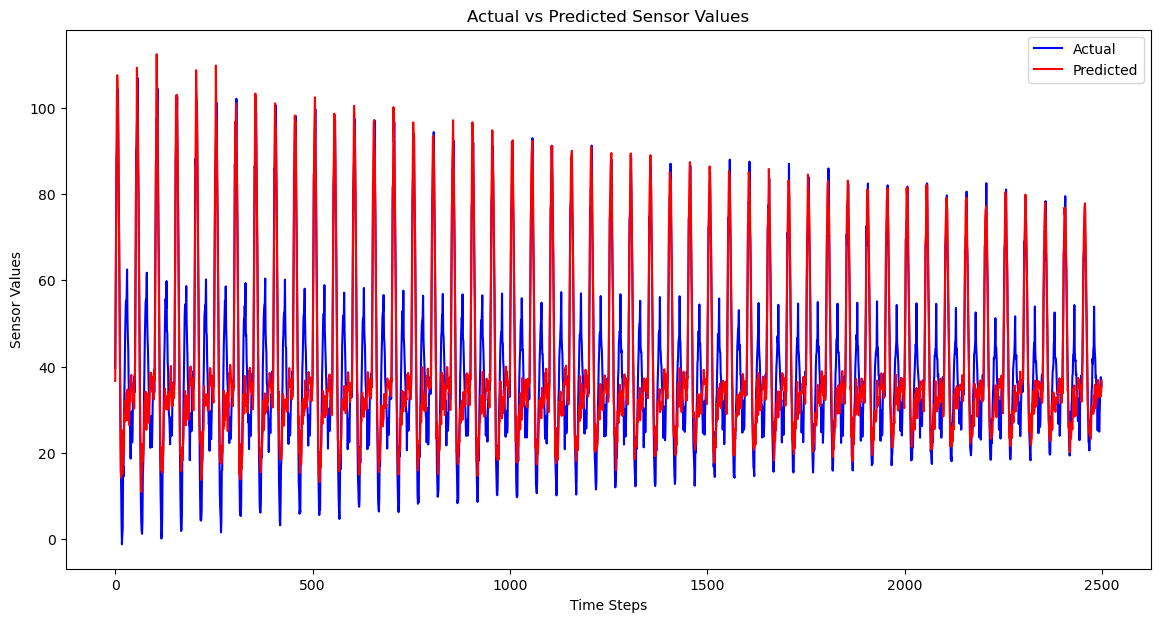 Actual vs Predicted Sensor Values
Actual
Predicted
Sensor Values
100
80
60
40
20
0
0 500 1000 1500 2000 2500
Time Steps